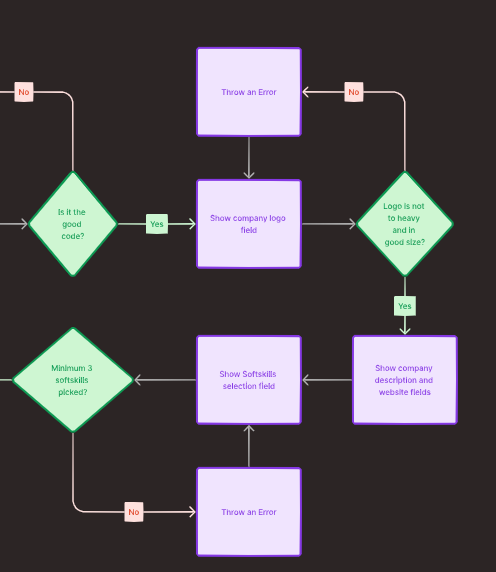 Throw an Error
No
No
Is it the
good
code?
Yes
Show company logo
field
Logo is not
to heavy
and in
good size?
Yes
Minimum 3
softskills
picked?
Show Softskills
selection field
Show company
description and
website fields
No
Throw an Error